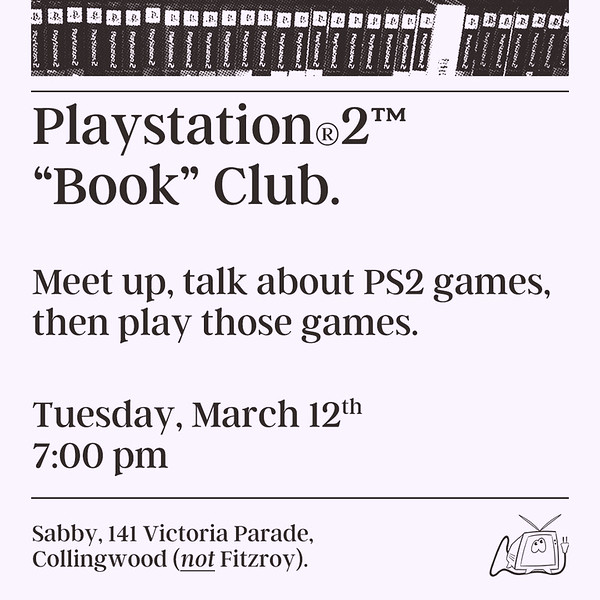 Playstation®2™
“Book” Club.
Meet up, talk about PS2 games,
then play those games.
Tuesday, March 12th
7:00 pm
Sabby, 141 Victoria Parade,
Collingwood (not Fitzroy).